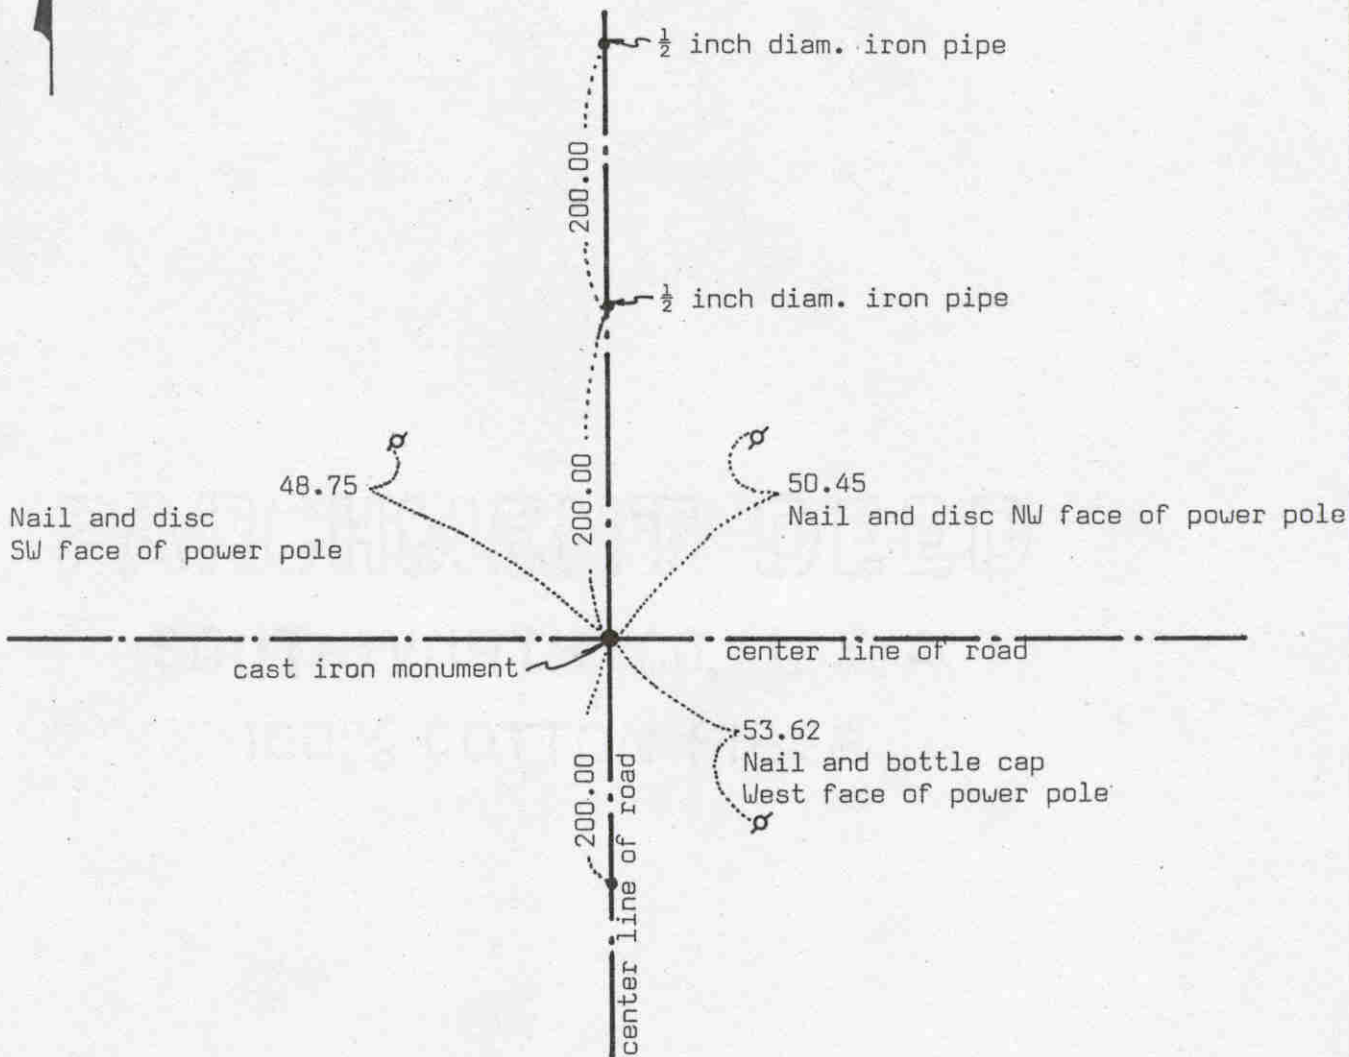 ½ inch diam. iron pipe
200.00
½ inch diam. iron pipe
200.00
48.75
Nail and disc
SW face of power pole
50.45
Nail and disc NW face of power pole
cast iron monument
center line of road
53.62
Nail and bottle cap
West face of power pole
200.00
center line of road